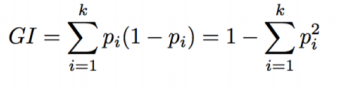 GI = \sum_{i=1}^{k} p_i(1 - p_i) = 1 - \sum_{i=1}^{k} p_i^2